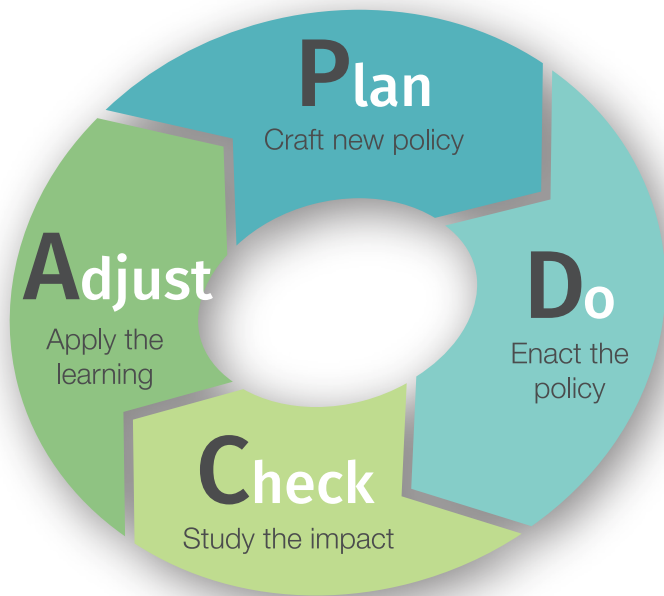 Plan
Craft new policy
Do
Enact the
policy
Check
Study the impact
Adjust
Apply the
learning